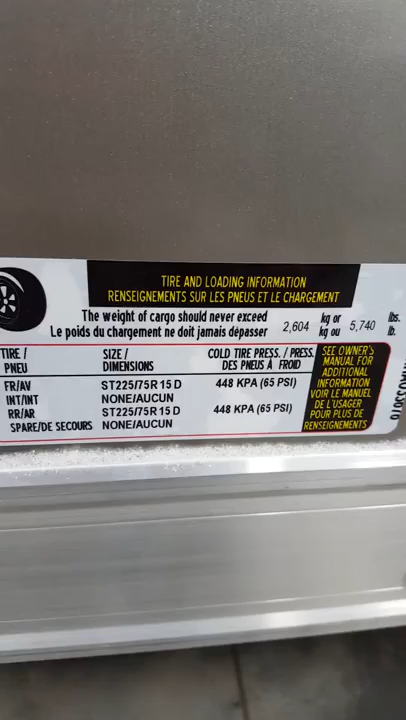 TIRE AND LOADING INFORMATION
RENSEIGNEMENTS SUR LES PNEUS ET LE CHARGEMENT
The weight of cargo should never exceed 2,604 kg or 5,740 lbs.
Le poids du chargement ne doit jamais dépasser kg ou lb.
TIRE / SIZE / COLD TIRE PRESS. / PRESS.
PNEU DIMENSIONS DES PNEUS À FROID
FR/AV ST225/75R 15 D 448 KPA (65 PSI)
INT/INT NONE/AUCUN
RR/AR ST225/75R 15 D 448 KPA (65 PSI)
SPARE/DE SECOURS NONE/AUCUN
SEE OWNER'S
MANUAL FOR
ADDITIONAL
INFORMATION
VOIR LE MANUEL
DE L'USAGER
POUR PLUS DE
RENSEIGNEMENTS